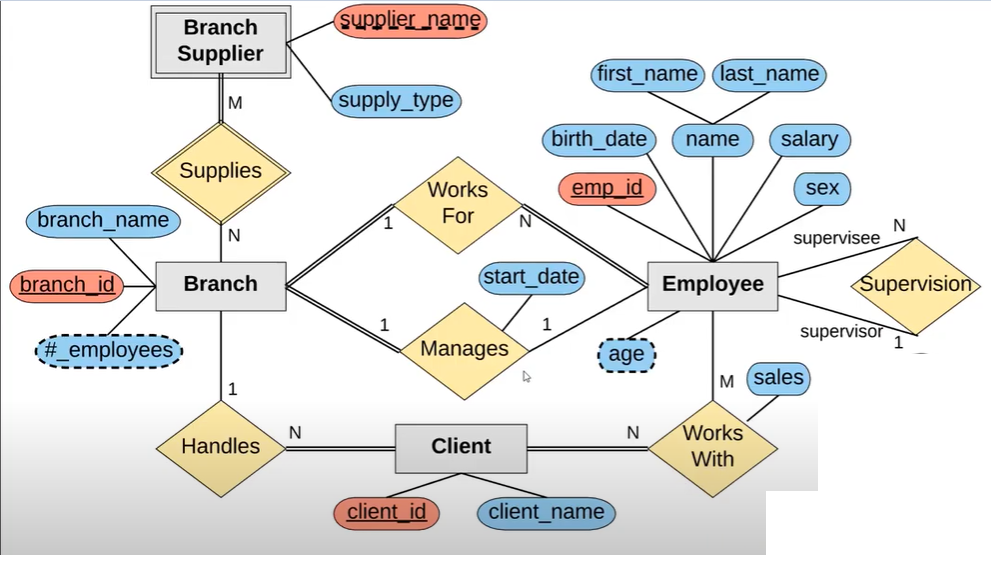 Branch
Supplier
supplier_name
supply_type
M
Supplies
N
first_name
last_name
birth_date
name
salary
emp_id
sex
Works
For
1
N
branch_name
branch_id
#_employees
Branch
start_date
Employee
supervisee
N
Supervision
supervisor
1
1
Manages
1
age
1
M
sales
Handles
N
Client
N
Works
With
client_id
client_name